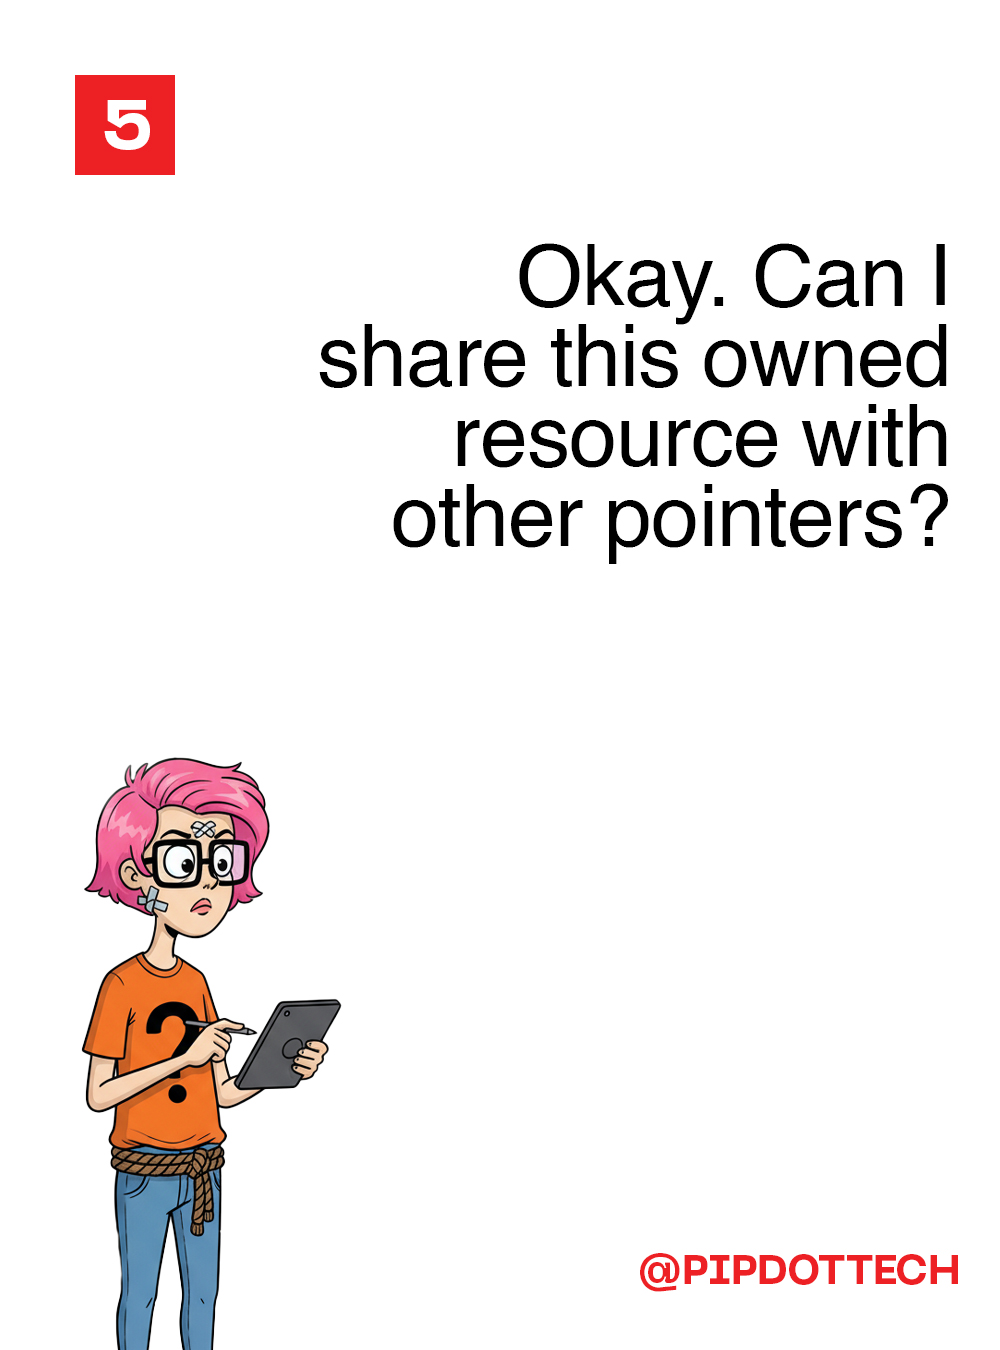 5
Okay. Can I
share this owned
resource with
other pointers?
?
@PIPDOTTECH